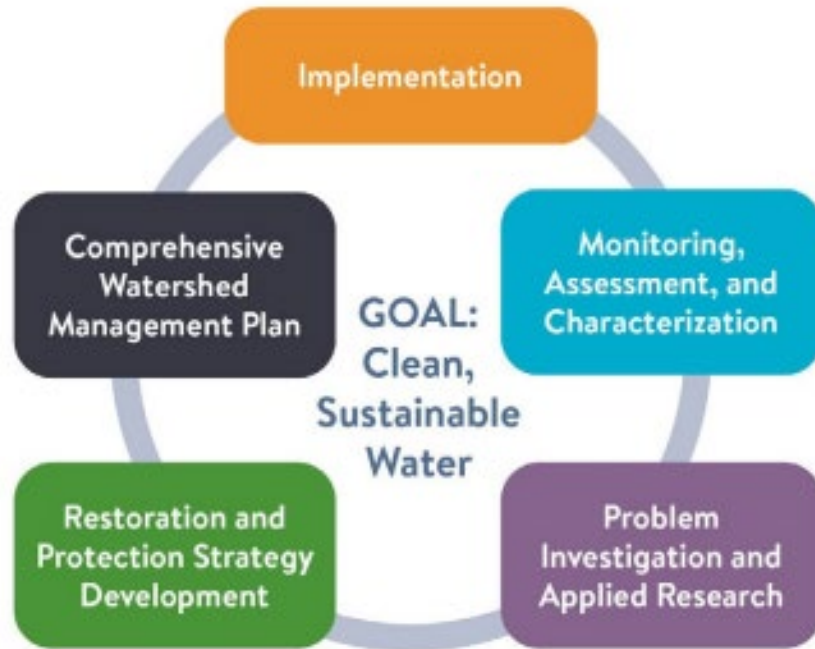 Implementation
Monitoring,
Assessment, and
Characterization
Problem
Investigation and
Applied Research
Restoration and
Protection Strategy
Development
Comprehensive
Watershed
Management Plan
GOAL:
Clean,
Sustainable
Water